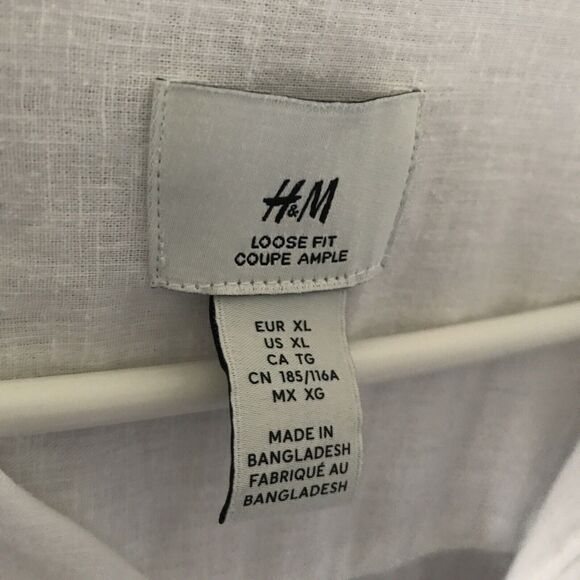 H&M
LOOSE FIT
COUPE AMPLE
EUR XL
US XL
CA TG
CN 185/116A
MX XG
MADE IN
BANGLADESH
FABRIQUÉ AU
BANGLADESH